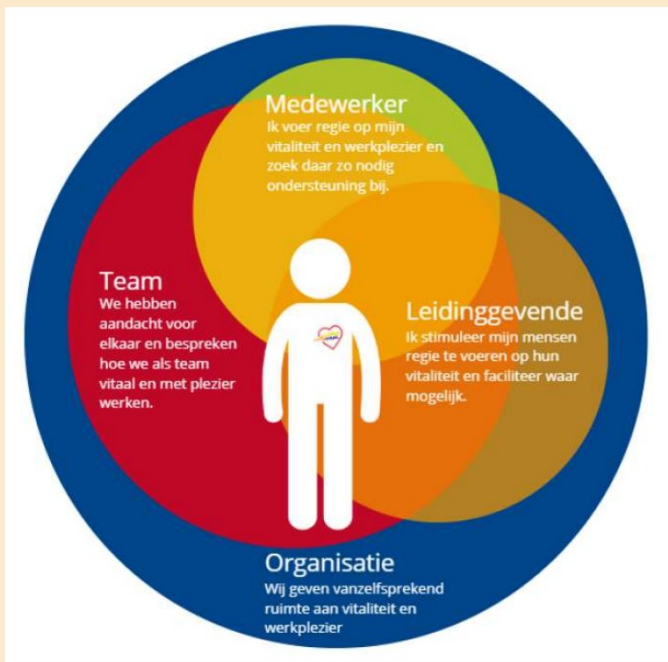 Medewerker
Ik voer regie op mijn
vitaliteit en werkplezier en
zoek daar zo nodig
ondersteuning bij.
Team
We hebben
aandacht voor
elkaar en bespreken
hoe we als team
vitaal en met plezier
werken.
Leidinggevende
Ik stimuleer mijn mensen
regie te voeren op hun
vitaliteit en faciliteer waar
mogelijk.
Organisatie
Wij geven vanzelfsprekend
ruimte aan vitaliteit en
werkplezier